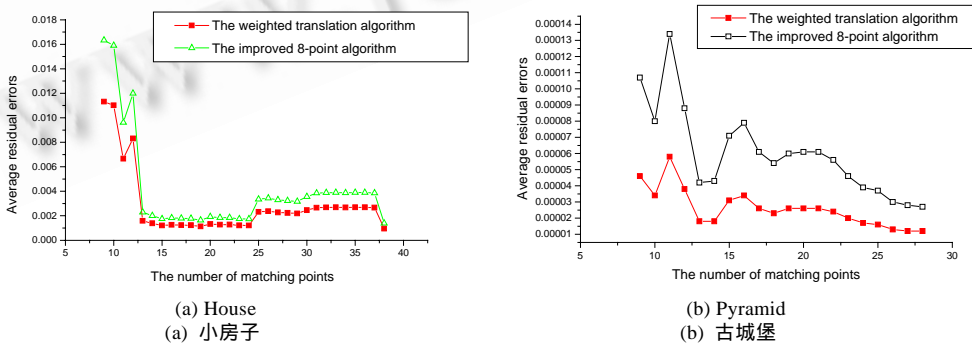 The weighted translation algorithm
The improved 8-point algorithm
0.018
0.016
0.014
0.012
0.010
0.008
0.006
0.004
0.002
0.000
Average residual errors
5 10 15 20 25 30 35 40
The number of matching points
(a) House
(a) 小房子
The weighted translation algorithm
The improved 8-point algorithm
0.00014
0.00013
0.00012
0.00011
0.00010
0.00009
0.00008
0.00007
0.00006
0.00005
0.00004
0.00003
0.00002
0.00001
Average residual errors
5 10 15 20 25 30
The number of matching points
(b) Pyramid
(b) 古城堡